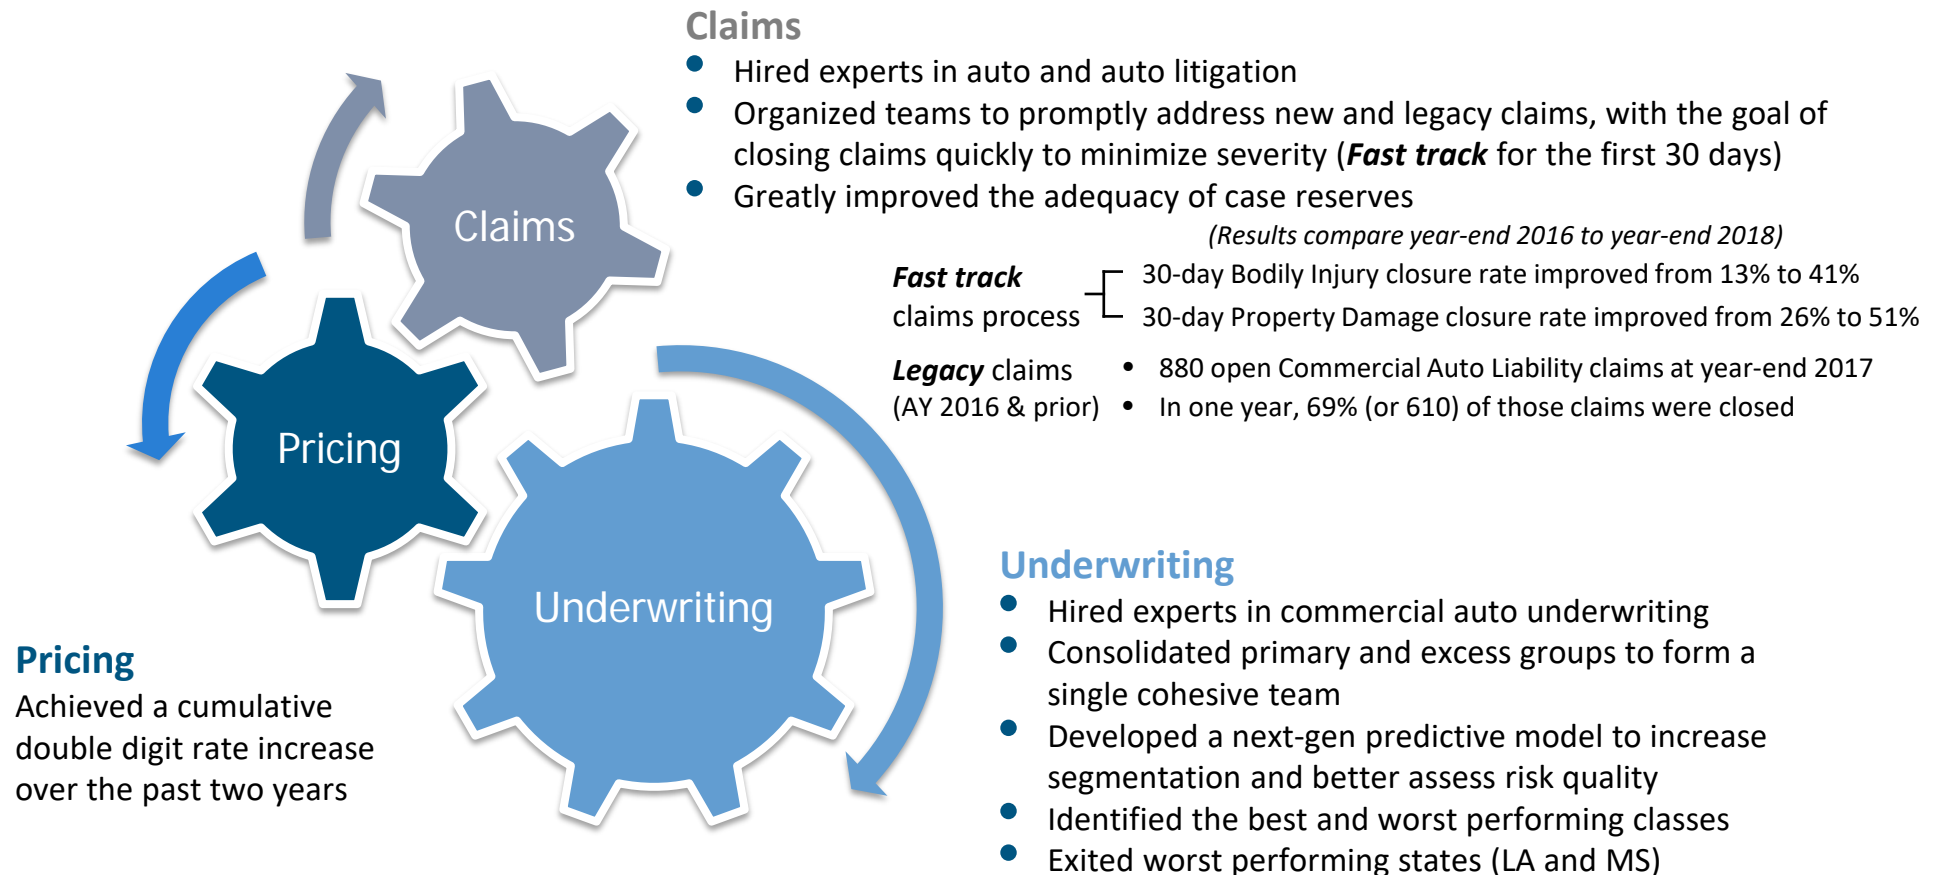 Claims
Hired experts in auto and auto litigation
Organized teams to promptly address new and legacy claims, with the goal of
closing claims quickly to minimize severity (Fast track for the first 30 days)
Greatly improved the adequacy of case reserves
(Results compare year-end 2016 to year-end 2018)
Fast track
claims process
30-day Bodily Injury closure rate improved from 13% to 41%
30-day Property Damage closure rate improved from 26% to 51%
Legacy claims
(AY 2016 & prior)
• 880 open Commercial Auto Liability claims at year-end 2017
• In one year, 69% (or 610) of those claims were closed
Claims
Pricing
Underwriting
Pricing
Achieved a cumulative
double digit rate increase
over the past two years
Underwriting
Hired experts in commercial auto underwriting
Consolidated primary and excess groups to form a
single cohesive team
Developed a next-gen predictive model to increase
segmentation and better assess risk quality
Identified the best and worst performing classes
Exited worst performing states (LA and MS)